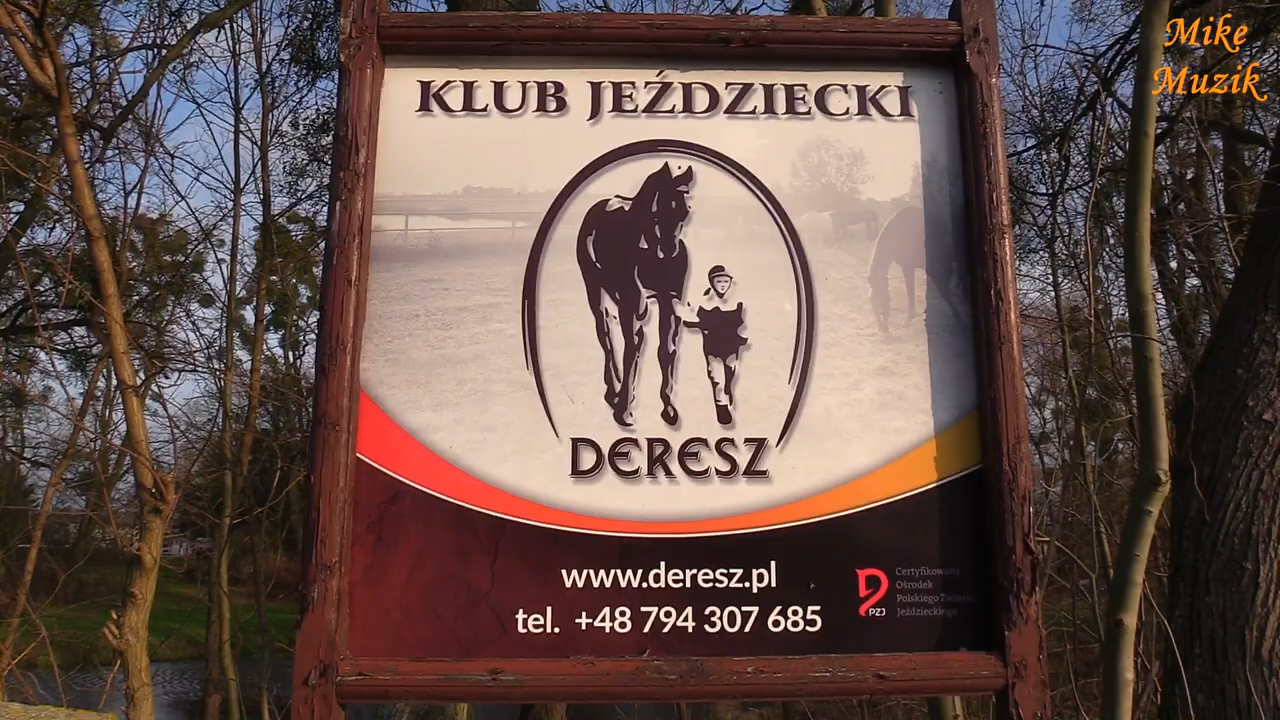 Mike
Muzik
KLUB JEŹDZIECKI
DERESZ
www.deresz.pl
tel. +48 794 307 685
PZJ
Certyfikowany
Ośrodek
Polskiego Związku
Jeździeckiego